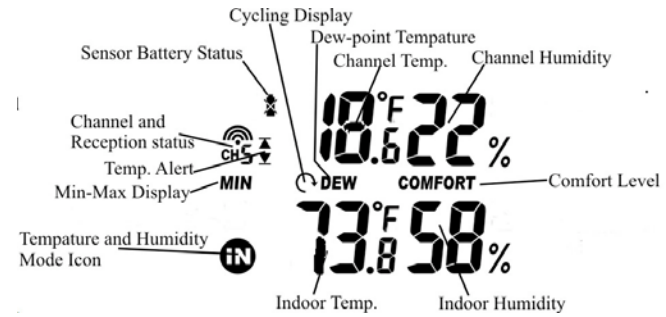 Cycling Display
Dew-point Tempature
Sensor Battery Status
Channel Temp.
Channel Humidity
18.6°F 22%
Channel and
Reception status
CH5
Temp. Alert
Min-Max Display
MIN
DEW
COMFORT
Comfort Level
73.8°F 58%
Tempature and Humidity
Mode Icon
iN
Indoor Temp.
Indoor Humidity